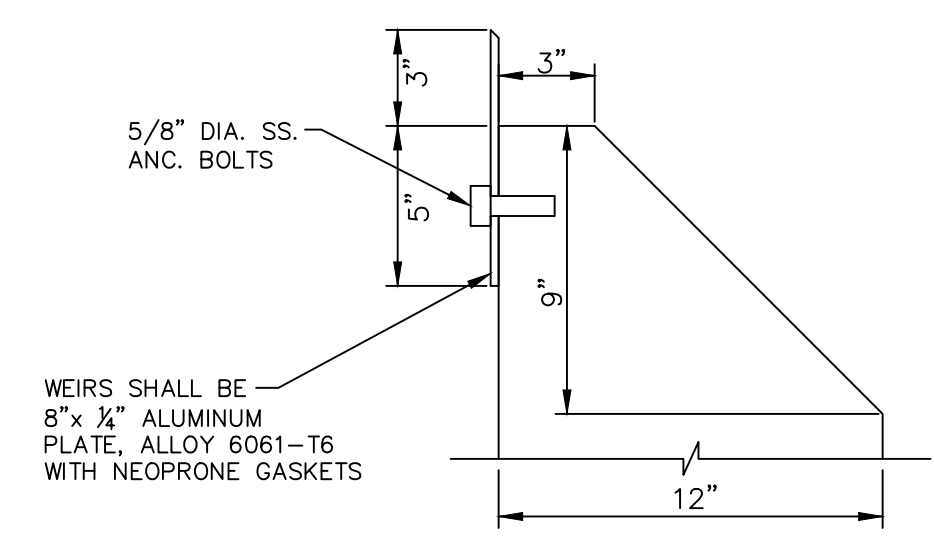 3"
3"
5/8" DIA. SS.
ANC. BOLTS
5"
9"
WEIRS SHALL BE
8"x ¼" ALUMINUM
PLATE, ALLOY 6061-T6
WITH NEOPRONE GASKETS
12"